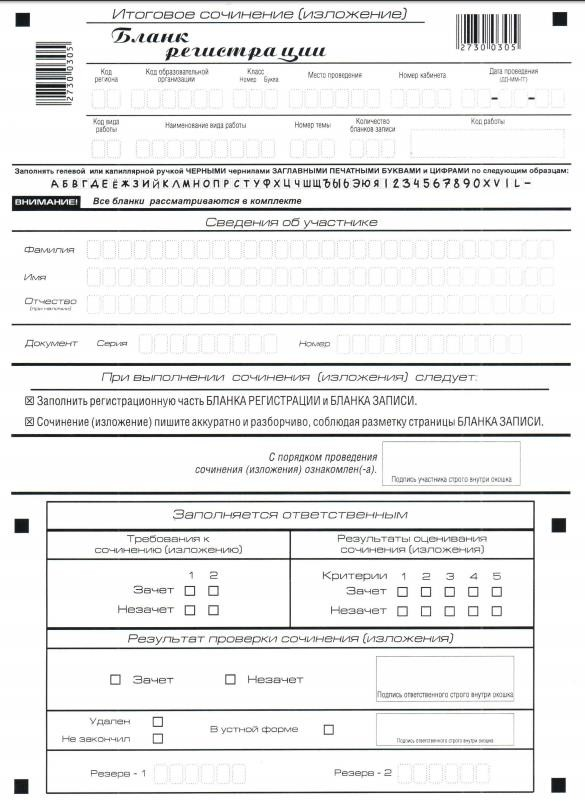 Итоговое сочинение (изложение)
Бланк
регистрации
2730 0305
2730 0305
Код региона
Код образовательной организации
Класс
Номер Буква
Место проведения
Номер кабинета
Дата проведения
(ДД-ММ-ГГ)
- -
Код вида работы
Наименование вида работы
Номер темы
Количество бланков записи
Код работы
Заполнять гелевой или капиллярной ручкой ЧЕРНЫМИ чернилами ЗАГЛАВНЫМИ ПЕЧАТНЫМИ БУКВАМИ и ЦИФРАМИ по следующим образцам:
А Б В Г Д Е Ё Ж З И Й К Л М Н О П Р С Т У Ф Х Ц Ч Ш Щ Ъ Ы Ь Э Ю Я 1 2 3 4 5 6 7 8 9 0 X V I L -
ВНИМАНИЕ! Все бланки рассматриваются в комплекте
Сведения об участнике
Фамилия
Имя
Отчество
(при наличии)
Документ Серия Номер
При выполнении сочинения (изложения) следует:
☒ Заполнить регистрационную часть БЛАНКА РЕГИСТРАЦИИ и БЛАНКА ЗАПИСИ.
☒ Сочинение (изложение) пишите аккуратно и разборчиво, соблюдая разметку страницы БЛАНКА ЗАПИСИ.
С порядком проведения
сочинения (изложения) ознакомлен(-а).
Подпись участника строго внутри окошка
Заполняется ответственным
Требования к
сочинению (изложению)
1 2
Зачет
Незачет
Результаты оценивания
сочинения (изложения)
Критерии 1 2 3 4 5
Зачет
Незачет
Результат проверки сочинения (изложения)
Зачет Незачет
Подпись ответственного строго внутри окошка
Удален
Не закончил
В устной форме
Подпись ответственного строго внутри окошка
Резерв - 1 Резерв - 2